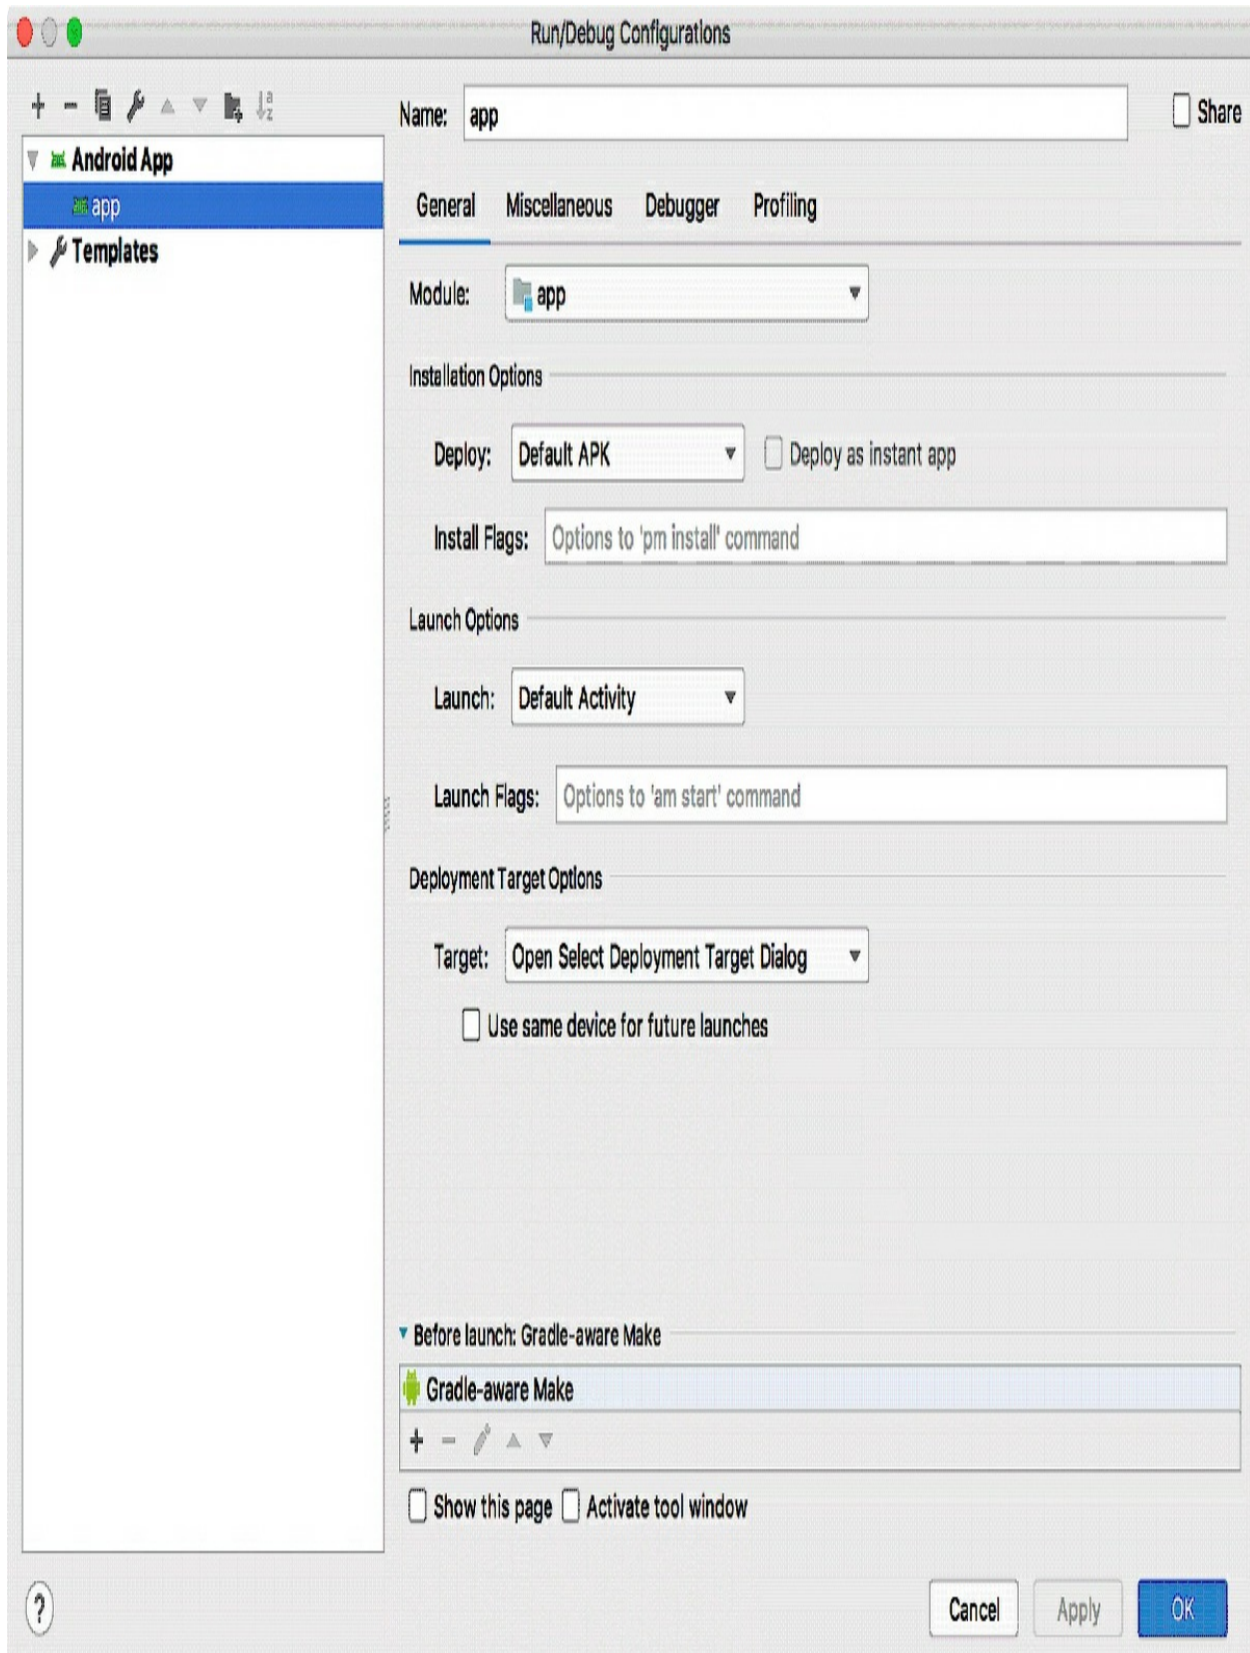 Run/Debug Configurations
Name: app Share
Android App
app
Templates
General Miscellaneous Debugger Profiling
Module: app
Installation Options
Deploy: Default APK Deploy as instant app
Install Flags: Options to 'pm install' command
Launch Options
Launch: Default Activity
Launch Flags: Options to 'am start' command
Deployment Target Options
Target: Open Select Deployment Target Dialog
Use same device for future launches
Before launch: Gradle-aware Make
Gradle-aware Make
Show this page Activate tool window
? Cancel Apply OK